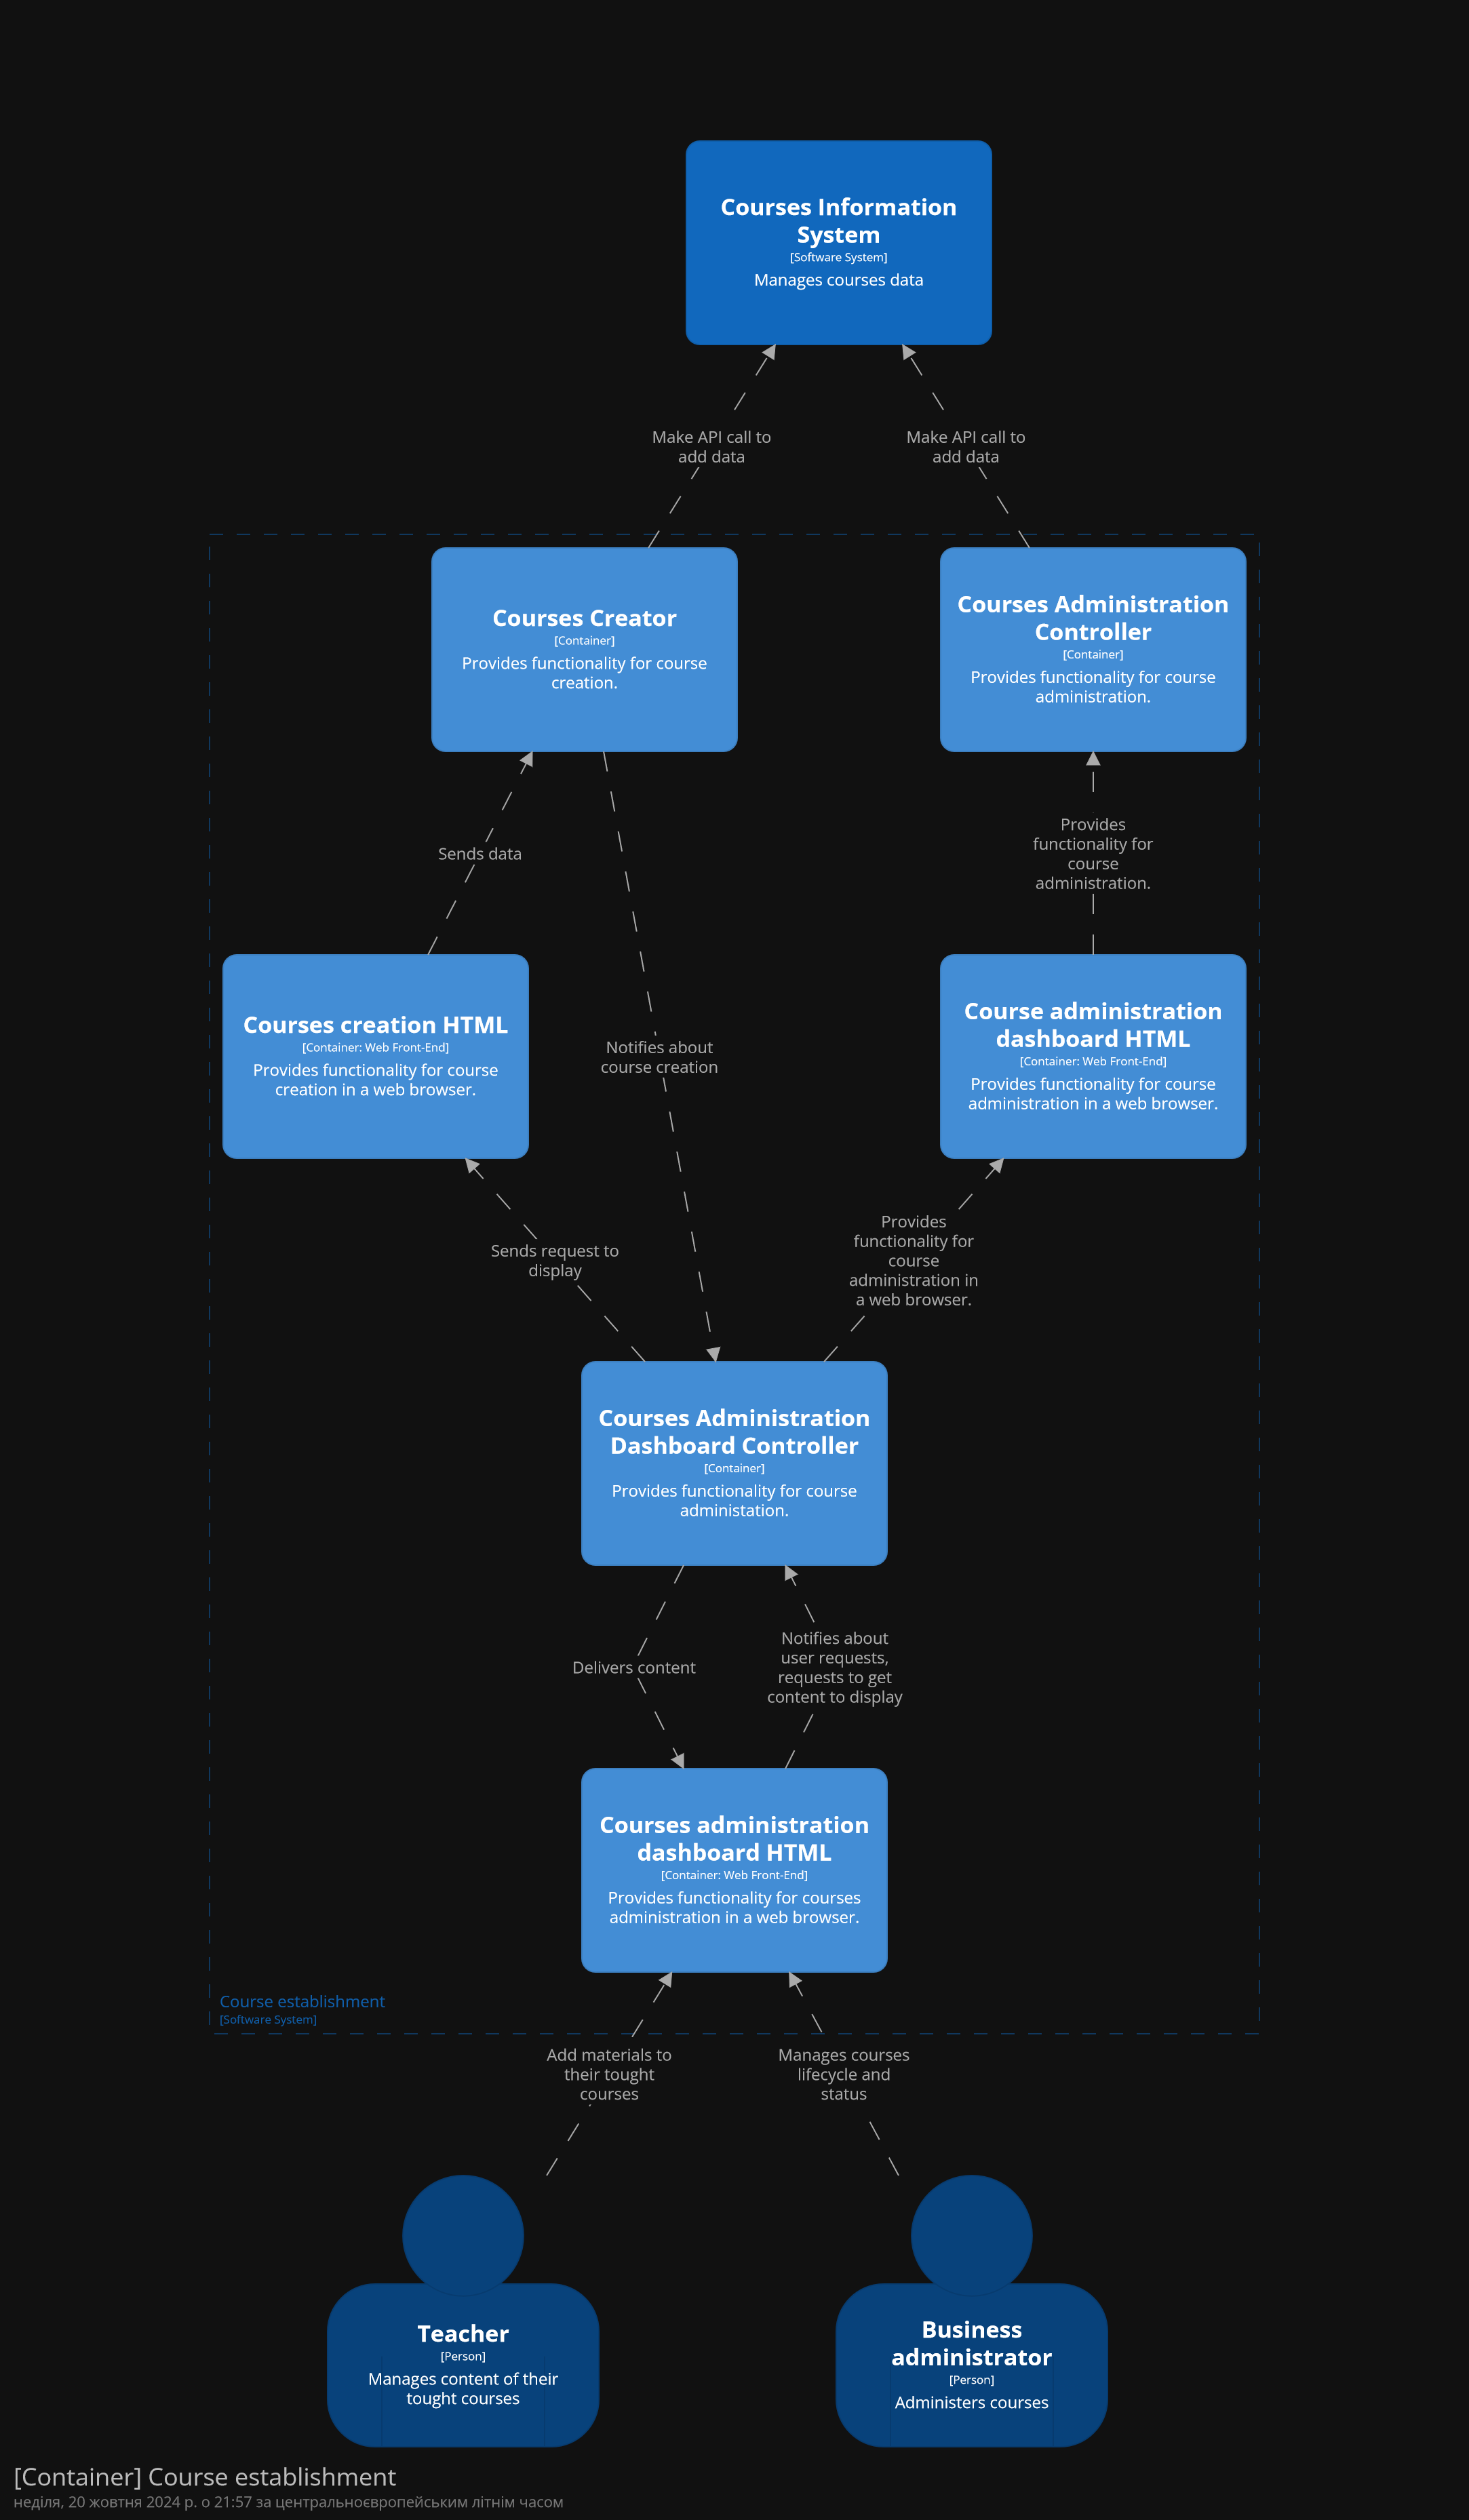 Courses Information
System
[Software System]
Manages courses data
Make API call to
add data
Make API call to
add data
Courses Creator
[Container]
Provides functionality for course
creation.
Courses Administration
Controller
[Container]
Provides functionality for course
administration.
Sends data
Provides
functionality for
course
administration.
Courses creation HTML
[Container: Web Front-End]
Provides functionality for course
creation in a web browser.
Notifies about
course creation
Course administration
dashboard HTML
[Container: Web Front-End]
Provides functionality for course
administration in a web browser.
Sends request to
display
Provides
functionality for
course
administration in
a web browser.
Courses Administration
Dashboard Controller
[Container]
Provides functionality for course
administation.
Delivers content
Notifies about
user requests,
requests to get
content to display
Courses administration
dashboard HTML
[Container: Web Front-End]
Provides functionality for courses
administration in a web browser.
Course establishment
[Software System]
Add materials to
their tought
courses
Manages courses
lifecycle and
status
Teacher
[Person]
Manages content of their
tought courses
Business
administrator
[Person]
Administers courses
[Container] Course establishment
неділя, 20 жовтня 2024 р. о 21:57 за центральноєвропейським літнім часом